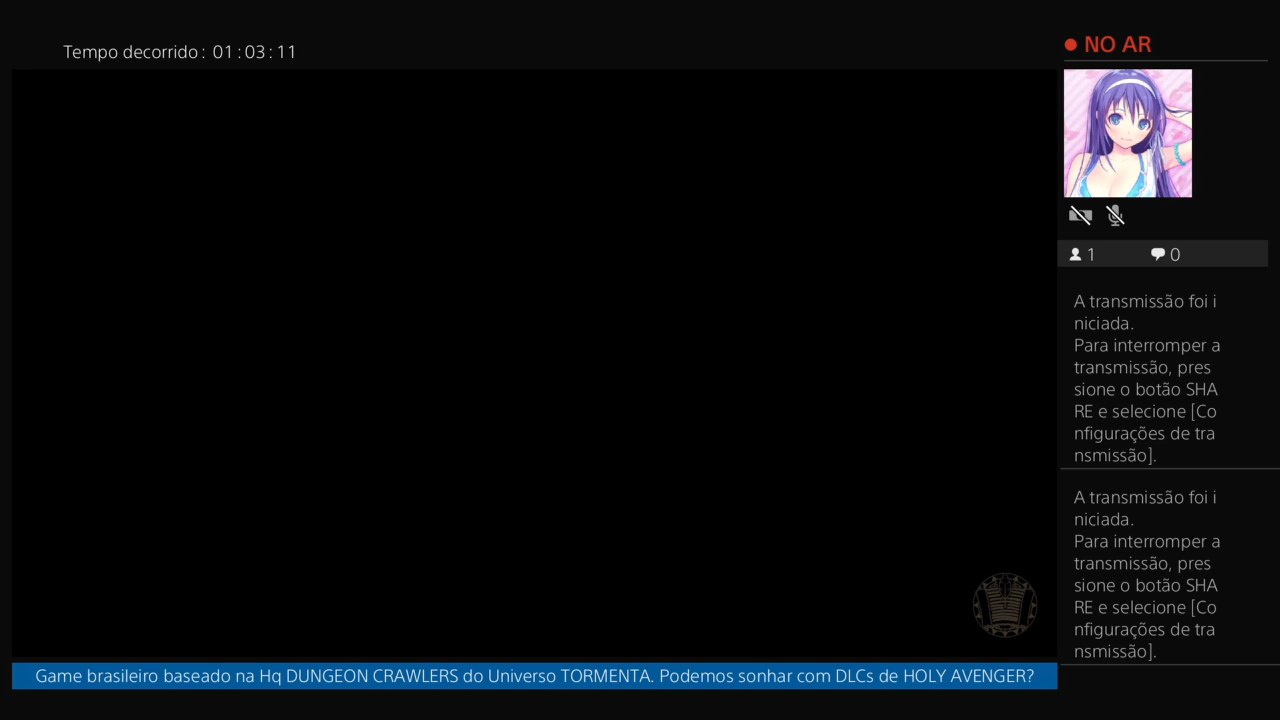 Tempo decorrido : 01 : 03 : 11
NO AR
1
0
A transmissão foi i
niciada.
Para interromper a
transmissão, pres
sione o botão SHA
RE e selecione [Co
nfigurações de tra
nsmissão].
A transmissão foi i
niciada.
Para interromper a
transmissão, pres
sione o botão SHA
RE e selecione [Co
nfigurações de tra
nsmissão].
Game brasileiro baseado na Hq DUNGEON CRAWLERS do Universo TORMENTA. Podemos sonhar com DLCs de HOLY AVENGER?